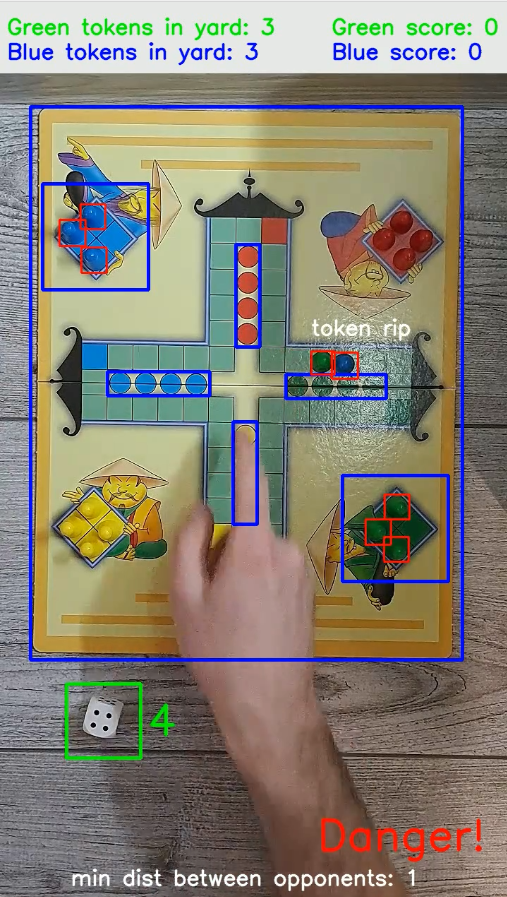 Green tokens in yard: 3 Green score: 0
Blue tokens in yard: 3 Blue score: 0
token rip
4
Danger!
min dist between opponents: 1